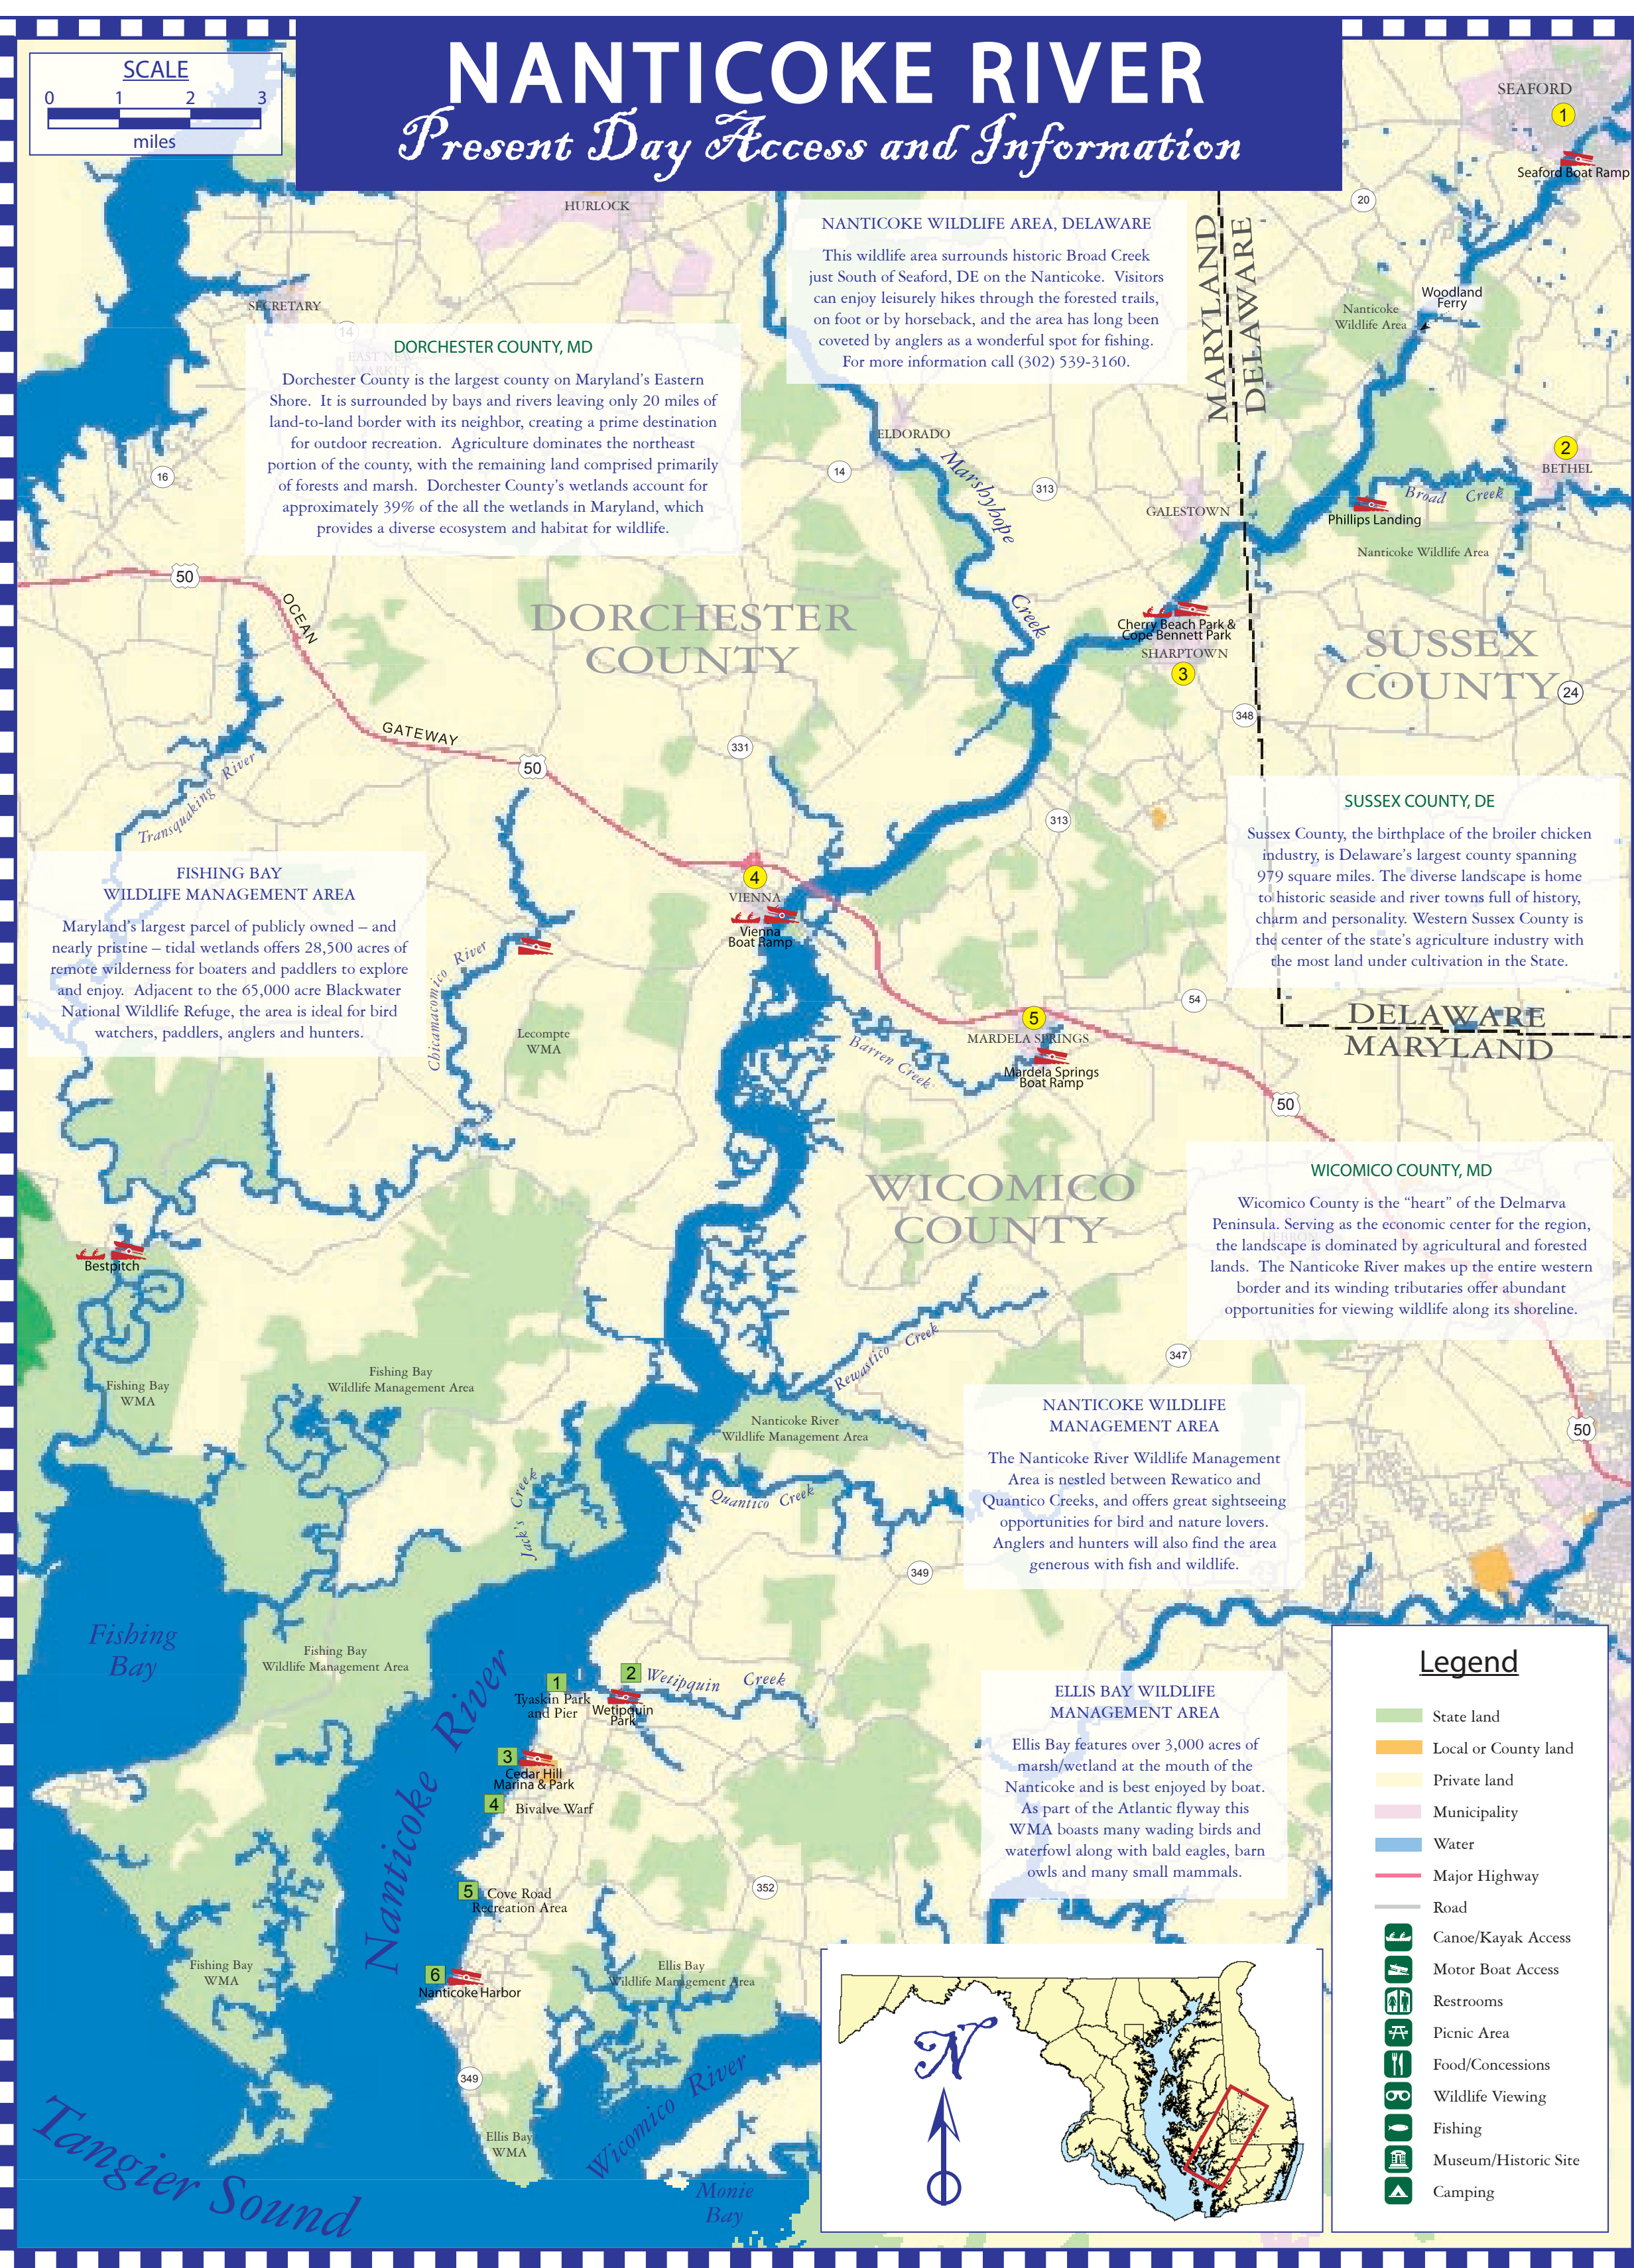 NANTICOKE RIVER
Present Day Access and Information
SCALE
0 1 2 3
miles
SEAFORD
1
Seaford Boat Ramp
20
HURLOCK
NANTICOKE WILDLIFE AREA, DELAWARE
This wildlife area surrounds historic Broad Creek
just South of Seaford, DE on the Nanticoke. Visitors
can enjoy leisurely hikes through the forested trails,
on foot or by horseback, and the area has long been
coveted by anglers as a wonderful spot for fishing.
For more information call (302) 539-3160.
MARYLAND
DELAWARE
Woodland
Ferry
Nanticoke
Wildlife Area
SECRETARY
14
EAST NEW
MARKET
DORCHESTER COUNTY, MD
Dorchester County is the largest county on Maryland's Eastern
Shore. It is surrounded by bays and rivers leaving only 20 miles of
land-to-land border with its neighbor, creating a prime destination
for outdoor recreation. Agriculture dominates the northeast
portion of the county, with the remaining land comprised primarily
of forests and marsh. Dorchester County's wetlands account for
approximately 39% of the all the wetlands in Maryland, which
provides a diverse ecosystem and habitat for wildlife.
ELDORADO
Marshyhope
Creek
14
313
16
2
BETHEL
Broad Creek
GALESTOWN
Phillips Landing
Nanticoke Wildlife Area
50
OCEAN
GATEWAY
DORCHESTER
COUNTY
Cherry Beach Park &
Cope Bennett Park
SHARPTOWN
3
SUSSEX
COUNTY
24
348
331
50
Transquaking River
313
SUSSEX COUNTY, DE
Sussex County, the birthplace of the broiler chicken
industry, is Delaware's largest county spanning
979 square miles. The diverse landscape is home
to historic seaside and river towns full of history,
charm and personality. Western Sussex County is
the center of the state's agriculture industry with
the most land under cultivation in the State.
FISHING BAY
WILDLIFE MANAGEMENT AREA
Maryland's largest parcel of publicly owned – and
nearly pristine – tidal wetlands offers 28,500 acres of
remote wilderness for boaters and paddlers to explore
and enjoy. Adjacent to the 65,000 acre Blackwater
National Wildlife Refuge, the area is ideal for bird
watchers, paddlers, anglers and hunters.
4
VIENNA
Vienna
Boat Ramp
Chicamacomico River
Lecompte
WMA
54
DELAWARE
MARYLAND
5
MARDELA SPRINGS
Mardela Springs
Boat Ramp
Barren Creek
50
WICOMICO
COUNTY
WICOMICO COUNTY, MD
Wicomico County is the “heart” of the Delmarva
Peninsula. Serving as the economic center for the region,
the landscape is dominated by agricultural and forested
lands. The Nanticoke River makes up the entire western
border and its winding tributaries offer abundant
opportunities for viewing wildlife along its shoreline.
HEBRON
Bestpitch
Rewastico Creek
347
Fishing Bay
WMA
Fishing Bay
Wildlife Management Area
Nanticoke River
Wildlife Management Area
50
NANTICOKE WILDLIFE
MANAGEMENT AREA
The Nanticoke River Wildlife Management
Area is nestled between Rewatico and
Quantico Creeks, and offers great sightseeing
opportunities for bird and nature lovers.
Anglers and hunters will also find the area
generous with fish and wildlife.
Jack's Creek
Quantico Creek
349
Fishing
Bay
Fishing Bay
Wildlife Management Area
Nanticoke River
1
Tyaskin Park
and Pier
2
Wetipquin Creek
Wetipquin
Park
3
Cedar Hill
Marina & Park
4
Bivalve Warf
ELLIS BAY WILDLIFE
MANAGEMENT AREA
Ellis Bay features over 3,000 acres of
marsh/wetland at the mouth of the
Nanticoke and is best enjoyed by boat.
As part of the Atlantic flyway this
WMA boasts many wading birds and
waterfowl along with bald eagles, barn
owls and many small mammals.
5
Cove Road
Recreation Area
352
Fishing Bay
WMA
6
Nanticoke Harbor
Ellis Bay
Wildlife Management Area
349
Ellis Bay
WMA
Wicomico River
Tangier Sound
Monie
Bay
N
Legend
State land
Local or County land
Private land
Municipality
Water
Major Highway
Road
Canoe/Kayak Access
Motor Boat Access
Restrooms
Picnic Area
Food/Concessions
Wildlife Viewing
Fishing
Museum/Historic Site
Camping